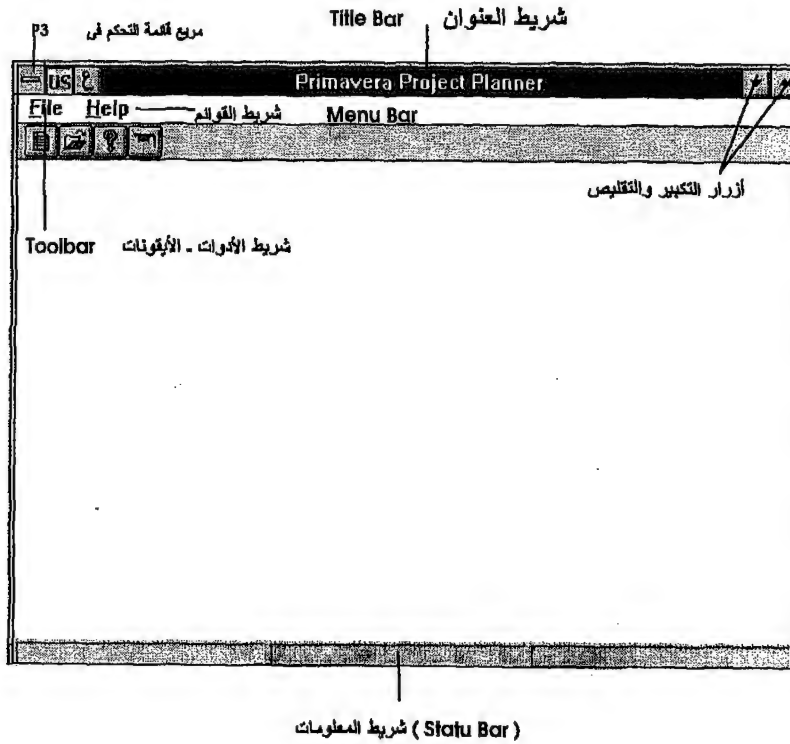 شريط العنوان Title Bar
مربع قائمة التحكم فى P3
US ع Primavera Project Planner
File Help شريط القوائم Menu Bar
أزرار التكبير والتقليص
Toolbar شريط الأدوات - الأيقونات
شريط المعلومات ( Statu Bar )